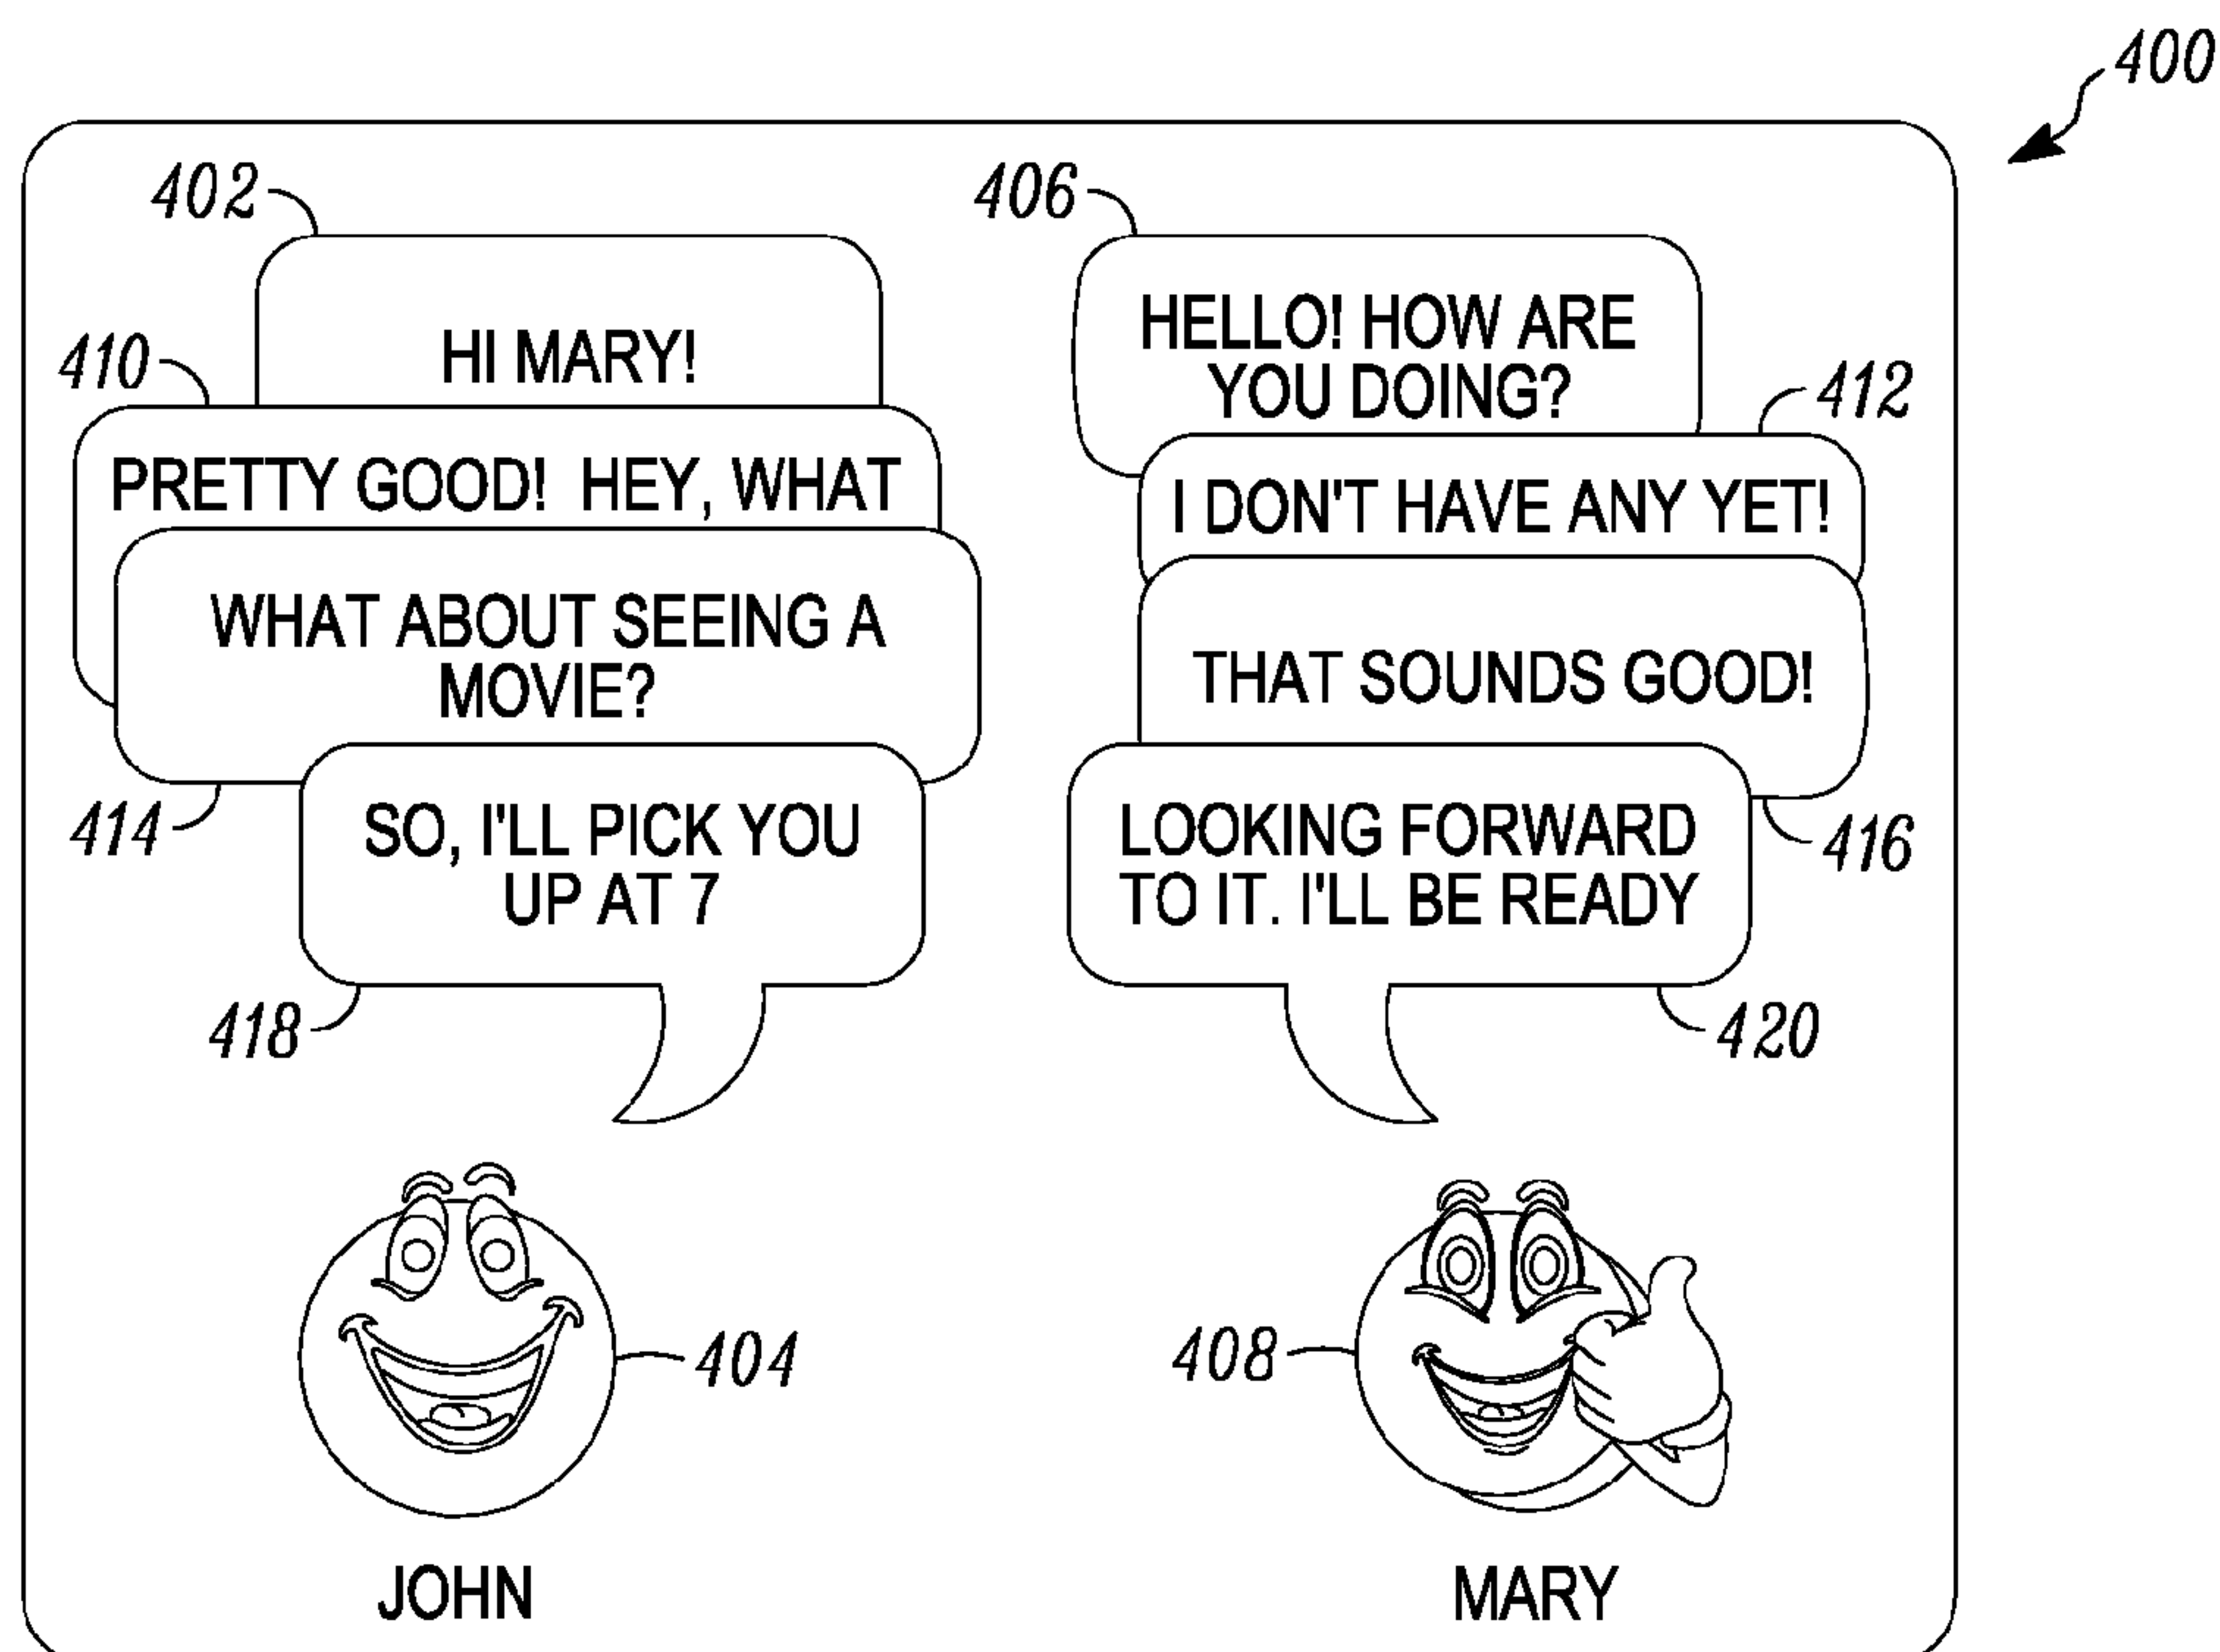 400
402
HI MARY!
406
HELLO! HOW ARE
YOU DOING?
410
PRETTY GOOD!  HEY, WHAT
412
I DON'T HAVE ANY YET!
414
WHAT ABOUT SEEING A
MOVIE?
416
THAT SOUNDS GOOD!
418
SO, I'LL PICK YOU
UP AT 7
420
LOOKING FORWARD
TO IT. I'LL BE READY
404
JOHN
408
MARY